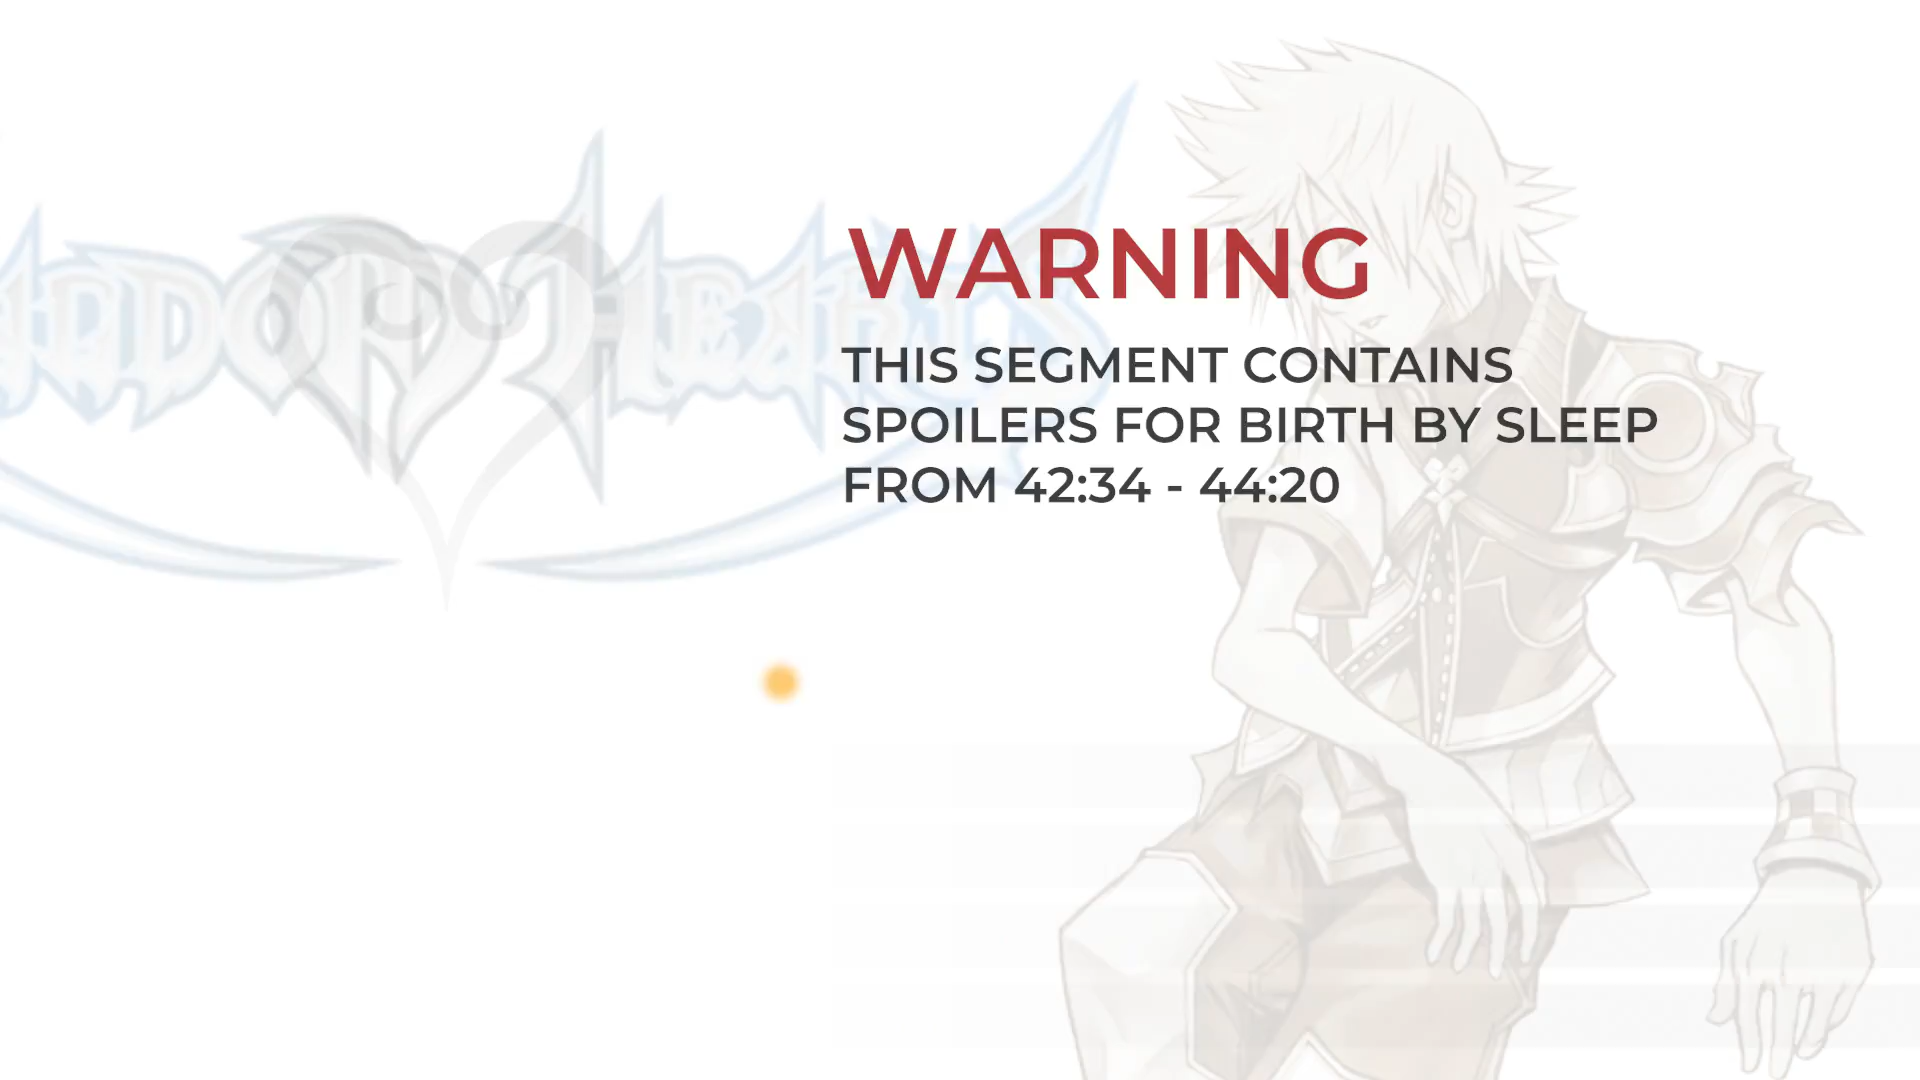 WARNING
THIS SEGMENT CONTAINS
SPOILERS FOR BIRTH BY SLEEP
FROM 42:34 - 44:20